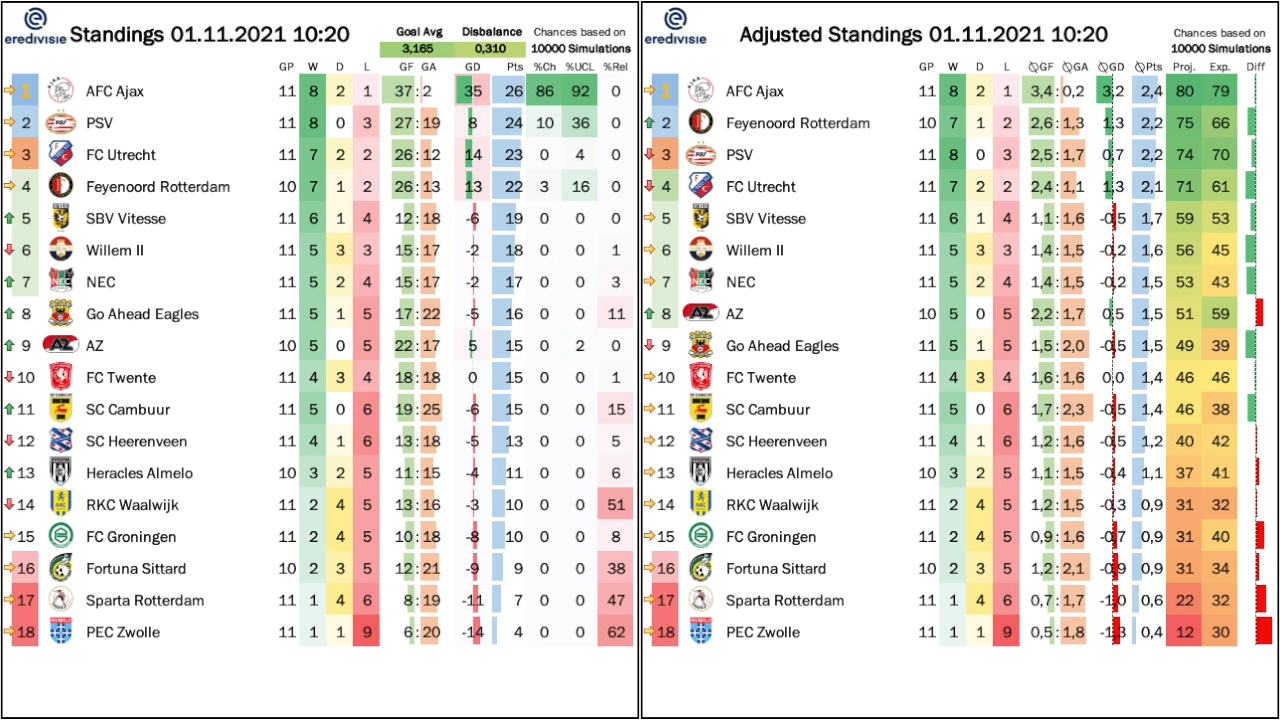 eredivisie Standings 01.11.2021 10:20
Goal Avg Disbalance Chances based on
3,165 0,310 10000 Simulations
GP W D L GF GA GD Pts %Ch %UCL %Rel
1 AFC Ajax 11 8 2 1 37 : 2 35 26 86 92 0
2 PSV 11 8 0 3 27 : 19 8 24 10 36 0
3 FC Utrecht 11 7 2 2 26 : 12 14 23 0 4 0
4 Feyenoord Rotterdam 10 7 1 2 26 : 13 13 22 3 16 0
5 SBV Vitesse 11 6 1 4 12 : 18 -6 19 0 0 0
6 Willem II 11 5 3 3 15 : 17 -2 18 0 0 1
7 NEC 11 5 2 4 15 : 17 -2 17 0 0 3
8 Go Ahead Eagles 11 5 1 5 17 : 22 -5 16 0 0 11
9 AZ 10 5 0 5 22 : 17 5 15 0 2 0
10 FC Twente 11 4 3 4 18 : 18 0 15 0 0 1
11 SC Cambuur 11 5 0 6 19 : 25 -6 15 0 0 15
12 SC Heerenveen 11 4 1 6 13 : 18 -5 13 0 0 5
13 Heracles Almelo 10 3 2 5 11 : 15 -4 11 0 0 6
14 RKC Waalwijk 11 2 4 5 13 : 16 -3 10 0 0 51
15 FC Groningen 11 2 4 5 10 : 18 -8 10 0 0 8
16 Fortuna Sittard 10 2 3 5 12 : 21 -9 9 0 0 38
17 Sparta Rotterdam 11 1 4 6 8 : 19 -11 7 0 0 47
18 PEC Zwolle 11 1 1 9 6 : 20 -14 4 0 0 62
eredivisie Adjusted Standings 01.11.2021 10:20
Chances based on
10000 Simulations
GP W D L ∅GF ∅GA ∅GD ∅Pts Proj. Exp. Diff
1 AFC Ajax 11 8 2 1 3,4 : 0,2 3,2 2,4 80 79
2 Feyenoord Rotterdam 10 7 1 2 2,6 : 1,3 1,3 2,2 75 66
3 PSV 11 8 0 3 2,5 : 1,7 0,7 2,2 74 70
4 FC Utrecht 11 7 2 2 2,4 : 1,1 1,3 2,1 71 61
5 SBV Vitesse 11 6 1 4 1,1 : 1,6 -0,5 1,7 59 53
6 Willem II 11 5 3 3 1,4 : 1,5 -0,2 1,6 56 45
7 NEC 11 5 2 4 1,4 : 1,5 -0,2 1,5 53 43
8 AZ 10 5 0 5 2,2 : 1,7 0,5 1,5 51 59
9 Go Ahead Eagles 11 5 1 5 1,5 : 2,0 -0,5 1,5 49 39
10 FC Twente 11 4 3 4 1,6 : 1,6 0,0 1,4 46 46
11 SC Cambuur 11 5 0 6 1,7 : 2,3 -0,5 1,4 46 38
12 SC Heerenveen 11 4 1 6 1,2 : 1,6 -0,5 1,2 40 42
13 Heracles Almelo 10 3 2 5 1,1 : 1,5 -0,4 1,1 37 41
14 RKC Waalwijk 11 2 4 5 1,2 : 1,5 -0,3 0,9 31 32
15 FC Groningen 11 2 4 5 0,9 : 1,6 -0,7 0,9 31 40
16 Fortuna Sittard 10 2 3 5 1,2 : 2,1 -0,9 0,9 31 34
17 Sparta Rotterdam 11 1 4 6 0,7 : 1,7 -1,0 0,6 22 32
18 PEC Zwolle 11 1 1 9 0,5 : 1,8 -1,3 0,4 12 30